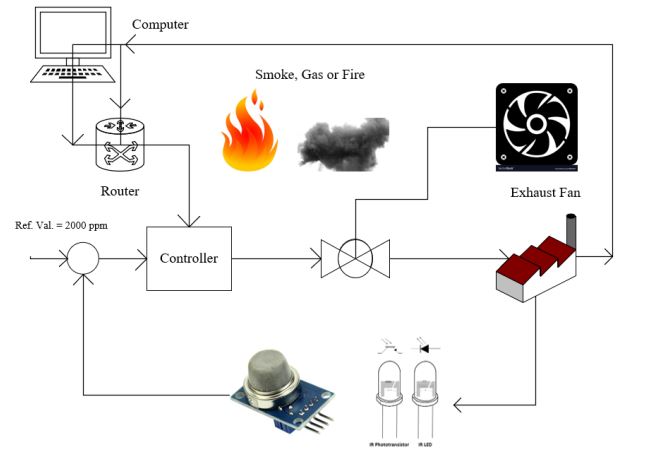 Computer
Smoke, Gas or Fire
Router
Exhaust Fan
Ref. Val. = 2000 ppm
Controller
IR Phototransistor IR LED